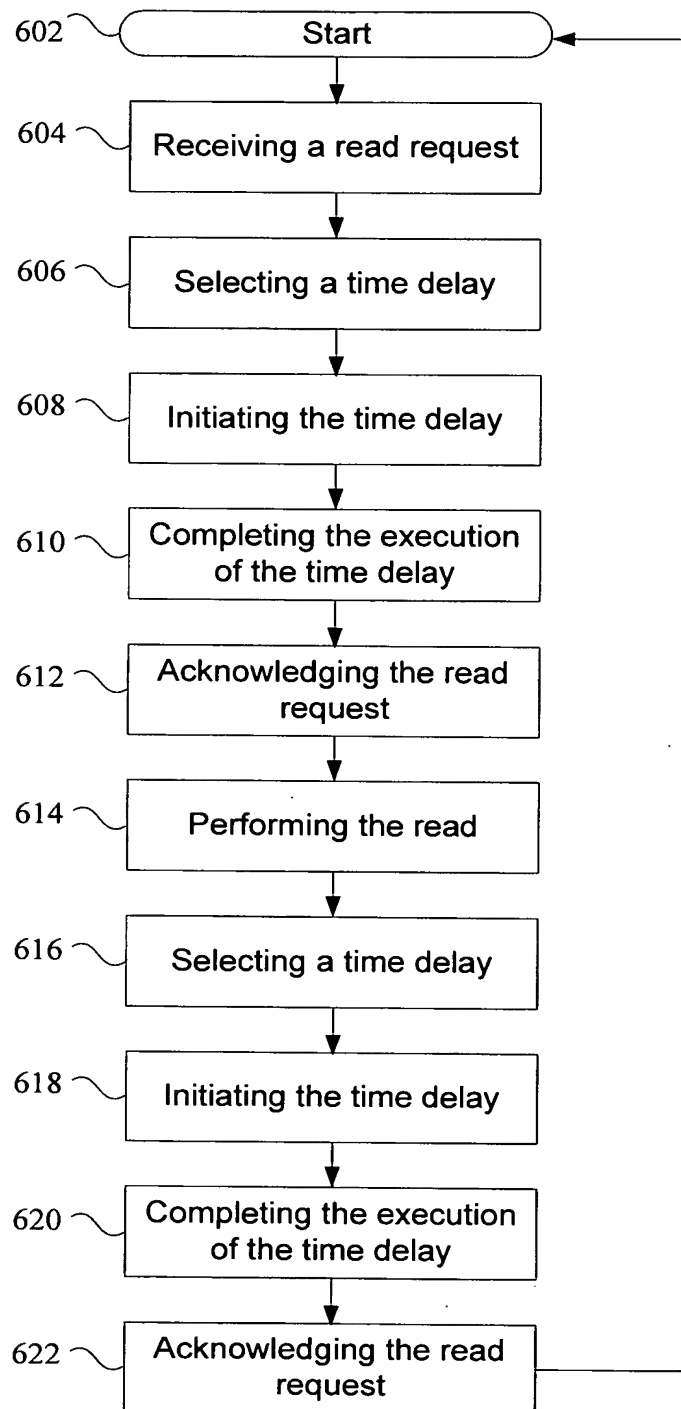 602
Start
604
Receiving a read request
606
Selecting a time delay
608
Initiating the time delay
610
Completing the execution
of the time delay
612
Acknowledging the read
request
614
Performing the read
616
Selecting a time delay
618
Initiating the time delay
620
Completing the execution
of the time delay
622
Acknowledging the read
request